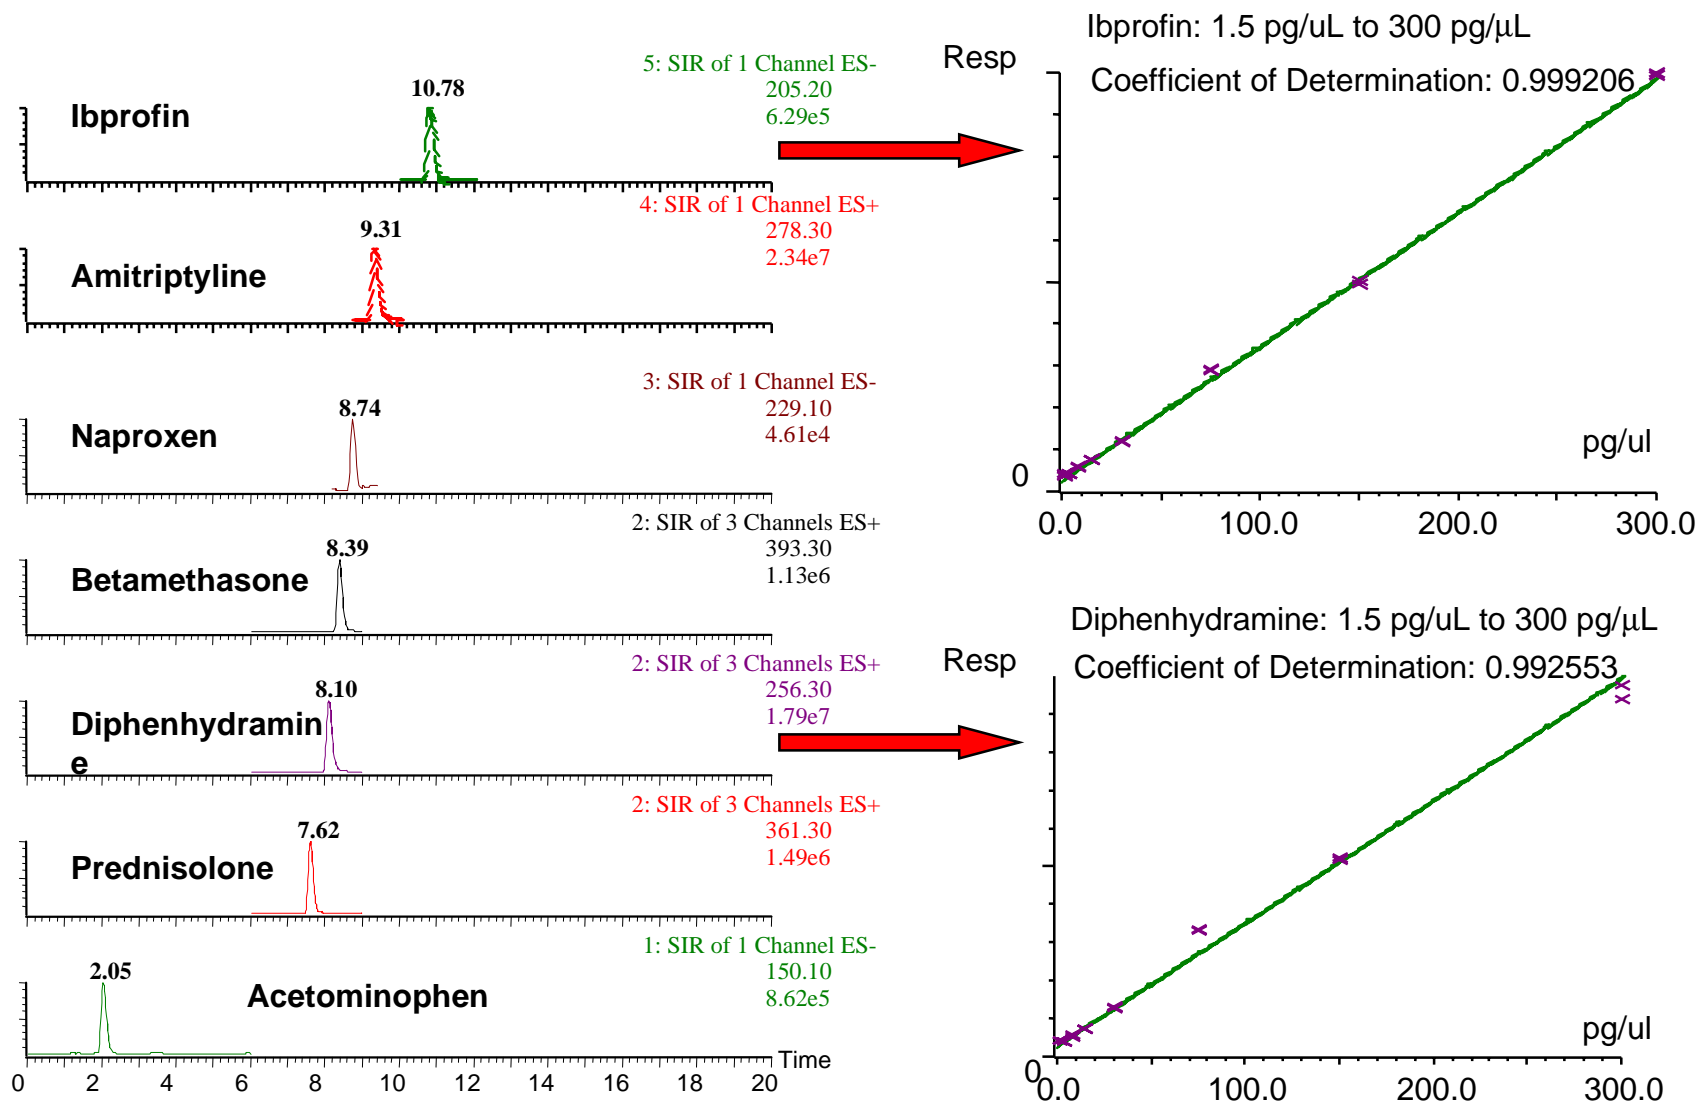 5: SIR of 1 Channel ES-
205.20
6.29e5
10.78
Ibprofin
4: SIR of 1 Channel ES+
278.30
2.34e7
9.31
Amitriptyline
3: SIR of 1 Channel ES-
229.10
4.61e4
8.74
Naproxen
2: SIR of 3 Channels ES+
393.30
1.13e6
8.39
Betamethasone
2: SIR of 3 Channels ES+
256.30
1.79e7
8.10
Diphenhydramin
e
2: SIR of 3 Channels ES+
361.30
1.49e6
7.62
Prednisolone
1: SIR of 1 Channel ES-
150.10
8.62e5
2.05
Acetominophen
Time
0 2 4 6 8 10 12 14 16 18 20
Ibprofin: 1.5 pg/uL to 300 pg/μL
Resp
Coefficient of Determination: 0.999206
pg/ul
0
0.0 100.0 200.0 300.0
Diphenhydramine: 1.5 pg/uL to 300 pg/μL
Resp
Coefficient of Determination: 0.992553
pg/ul
0
0.0 100.0 200.0 300.0